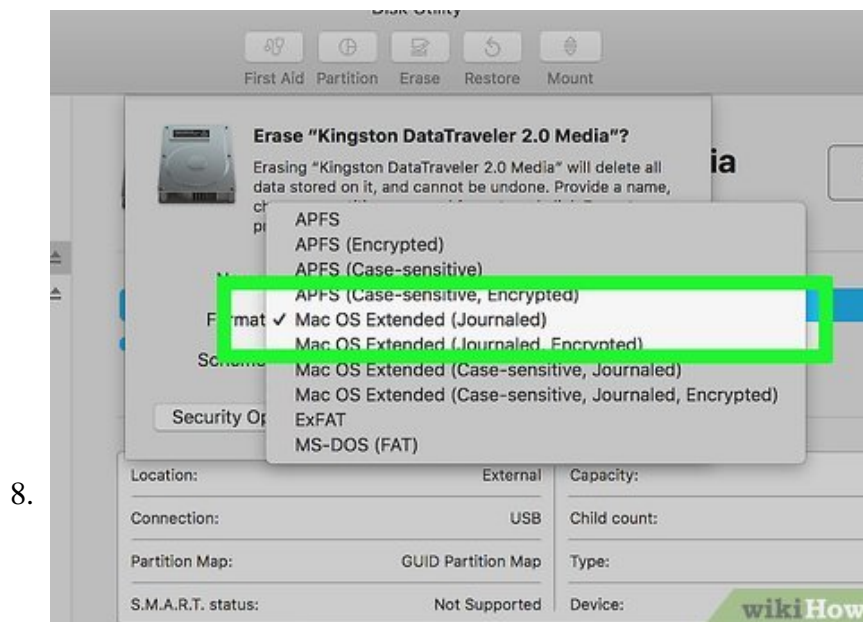 Disk Utility
First Aid Partition Erase Restore Mount
Erase "Kingston DataTraveler 2.0 Media"?
ia
Erasing "Kingston DataTraveler 2.0 Media" will delete all
data stored on it, and cannot be undone. Provide a name,
APFS
APFS (Encrypted)
APFS (Case-sensitive)
APFS (Case-sensitive, Encrypted)
Format ✓ Mac OS Extended (Journaled)
Mac OS Extended (Journaled, Encrypted)
Scheme
Mac OS Extended (Case-sensitive, Journaled)
Mac OS Extended (Case-sensitive, Journaled, Encrypted)
Security Op
ExFAT
MS-DOS (FAT)
8.
Location: External Capacity:
Connection: USB Child count:
Partition Map: GUID Partition Map Type:
S.M.A.R.T. status: Not Supported Device:
wikiHow